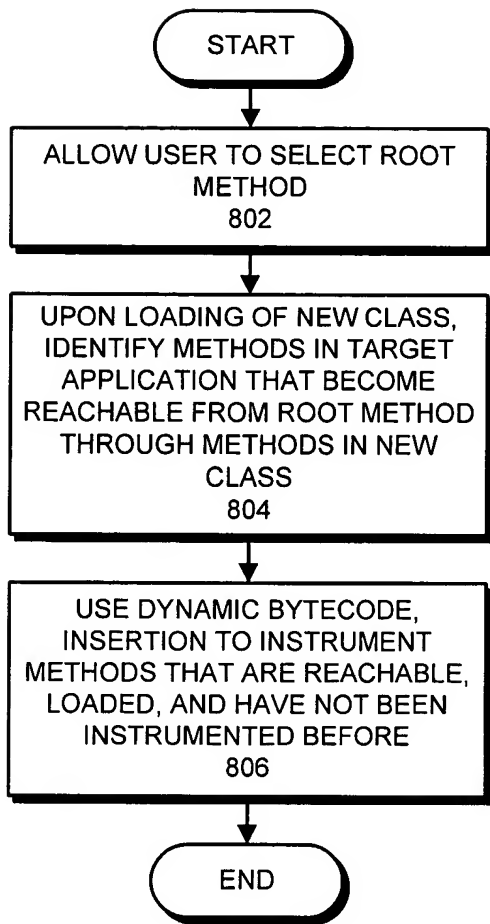 START
ALLOW USER TO SELECT ROOT
METHOD
802
UPON LOADING OF NEW CLASS,
IDENTIFY METHODS IN TARGET
APPLICATION THAT BECOME
REACHABLE FROM ROOT METHOD
THROUGH METHODS IN NEW
CLASS
804
USE DYNAMIC BYTECODE,
INSERTION TO INSTRUMENT
METHODS THAT ARE REACHABLE,
LOADED, AND HAVE NOT BEEN
INSTRUMENTED BEFORE
806
END